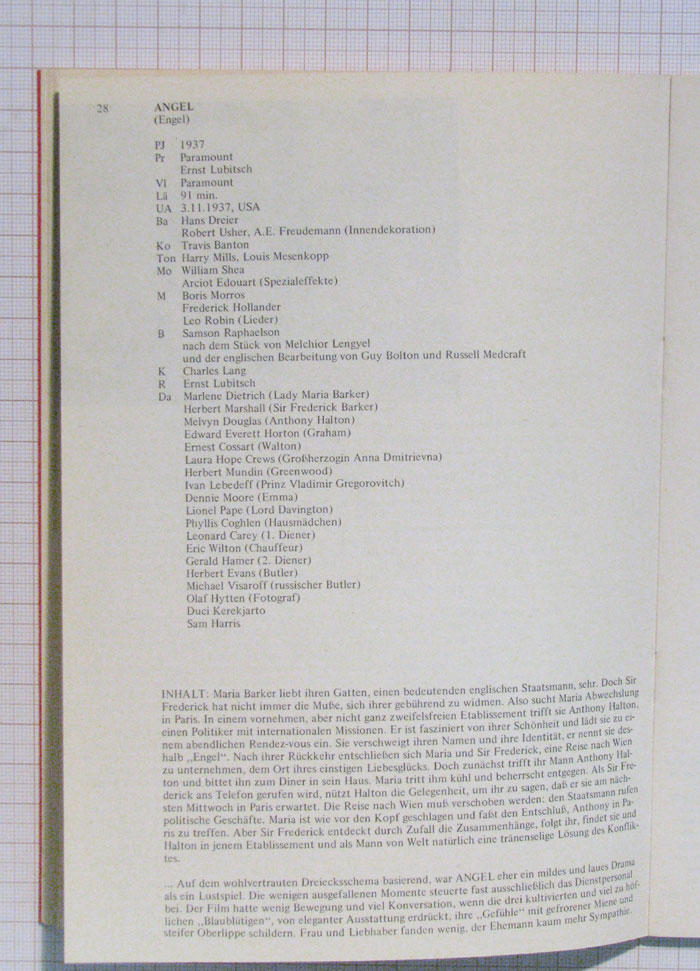 28
ANGEL
(Engel)
PJ 1937
Pr Paramount
Ernst Lubitsch
Vl Paramount
Lä 91 min.
UA 3.11.1937, USA
Ba Hans Dreier
Robert Usher, A.E. Freudemann (Innendekoration)
Ko Travis Banton
Ton Harry Mills, Louis Mesenkopp
Mo William Shea
Arciot Edouart (Spezialeffekte)
M Boris Morros
Frederick Hollander
Leo Robin (Lieder)
B Samson Raphaelson
nach dem Stück von Melchior Lengyel
und der englischen Bearbeitung von Guy Bolton und Russell Medcraft
K Charles Lang
R Ernst Lubitsch
Da Marlene Dietrich (Lady Maria Barker)
Herbert Marshall (Sir Frederick Barker)
Melvyn Douglas (Anthony Halton)
Edward Everett Horton (Graham)
Ernest Cossart (Walton)
Laura Hope Crews (Großherzogin Anna Dmitrievna)
Herbert Mundin (Greenwood)
Ivan Lebedeff (Prinz Vladimir Gregorovitch)
Dennie Moore (Emma)
Lionel Pape (Lord Davington)
Phyllis Coghlen (Hausmädchen)
Leonard Carey (1. Diener)
Eric Wilton (Chauffeur)
Gerald Hamer (2. Diener)
Herbert Evans (Butler)
Michael Visaroff (russischer Butler)
Olaf Hytten (Fotograf)
Duci Kerekjarto
Sam Harris
INHALT: Maria Barker liebt ihren Gatten, einen bedeutenden englischen Staatsmann, sehr. Doch Sir
Frederick hat nicht immer die Muße, sich ihrer gebührend zu widmen. Also sucht Maria Abwechslung
in Paris. In einem vornehmen, aber nicht ganz zweifelsfreien Etablissement trifft sie Anthony Halton,
einen Politiker mit internationalen Missionen. Er ist fasziniert von ihrer Schönheit und lädt sie zu ei-
nem abendlichen Rendez-vous ein. Sie verschweigt ihren Namen und ihre Identität, er nennt sie des-
halb „Engel". Nach ihrer Rückkehr entschließen sich Maria und Sir Frederick, eine Reise nach Wien
zu unternehmen, dem Ort ihres einstigen Liebesglücks. Doch zunächst trifft ihr Mann Anthony Hal-
ton und bittet ihn zum Diner in sein Haus. Maria tritt ihm kühl und beherrscht entgegen. Als Sir Fre-
derick ans Telefon gerufen wird, nützt Halton die Gelegenheit, um ihr zu sagen, daß er sie am näch-
sten Mittwoch in Paris erwartet. Die Reise nach Wien muß verschoben werden: den Staatsmann rufen
politische Geschäfte. Maria ist wie vor den Kopf geschlagen und faßt den Entschluß, Anthony in Pa-
ris zu treffen. Aber Sir Frederick entdeckt durch Zufall die Zusammenhänge, folgt ihr, findet sie und
Halton in jenem Etablissement und als Mann von Welt natürlich eine tränenselige Lösung des Konflik-
tes.
... Auf dem wohlvertrauten Dreiecksschema basierend, war ANGEL eher ein mildes und laues Drama
als ein Lustspiel. Die wenigen ausgefallenen Momente steuerte fast ausschließlich das Dienstpersonal
bei. Der Film hatte wenig Bewegung und viel Konversation, wenn die drei kultivierten und viel zu höf-
lichen „Blaublütigen", von eleganter Ausstattung erdrückt, ihre „Gefühle" mit gefrorener Miene und
steifer Oberlippe schildern. Frau und Liebhaber fanden wenig, der Ehemann kaum mehr Sympathie.